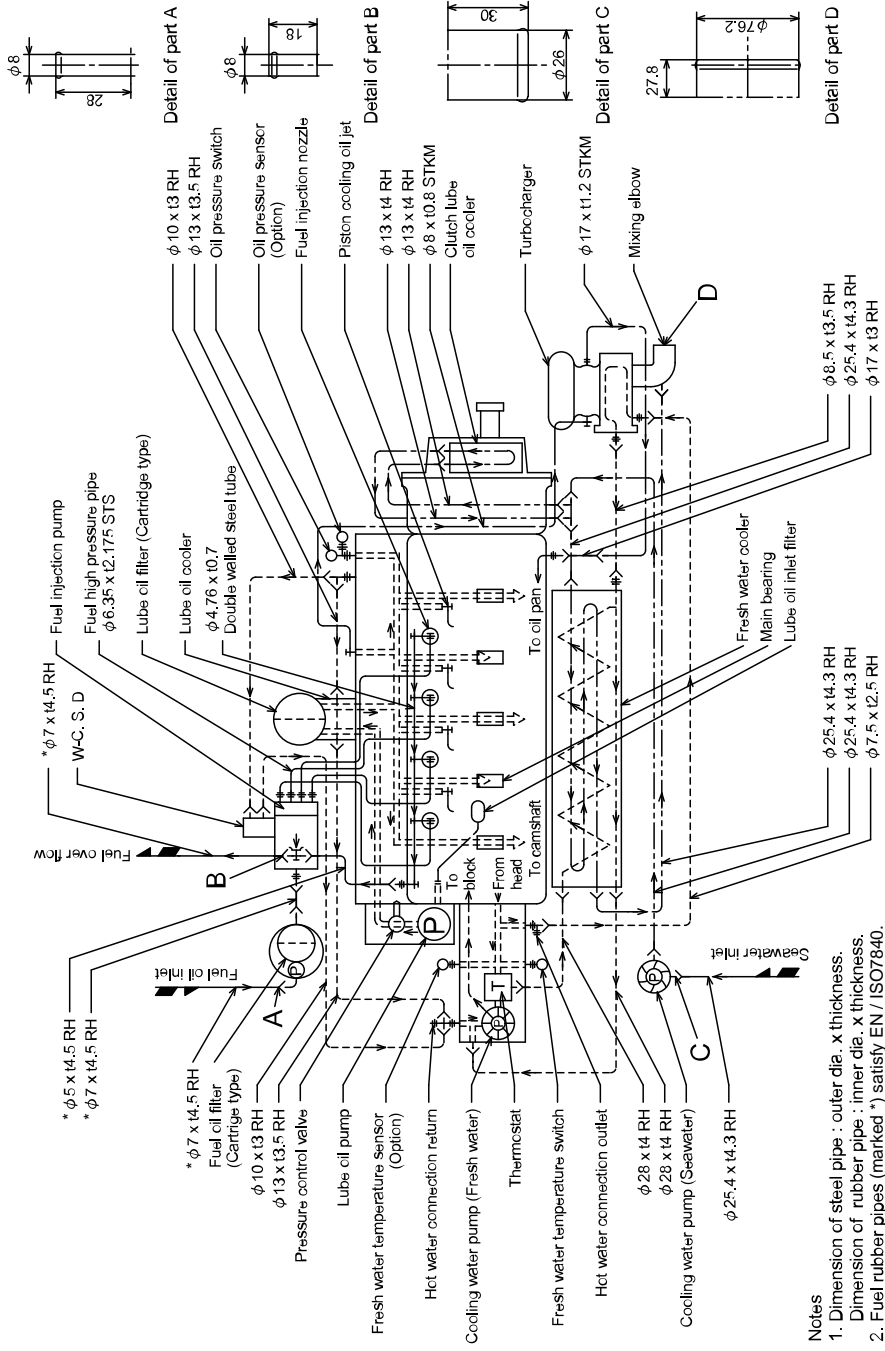 φ8
28
Detail of part A
φ8
18
Detail of part B
30
φ26
Detail of part C
φ76.2
27.8
Detail of part D
* φ7 x t4.5 RH
W-C. S. D
Fuel injection pump
Fuel high pressure pipe
φ6.35 x t2.175 STS
Lube oil filter (Cartridge type)
Lube oil cooler
φ4.76 x t0.7
Double walled steel tube
φ10 x t3 RH
φ13 x t3.5 RH
Oil pressure switch
Oil pressure sensor
(Option)
Fuel injection nozzle
Piston cooling oil jet
φ13 x t4 RH
φ13 x t4 RH
φ8 x t0.8 STKM
Clutch lube
oil cooler
Turbocharger
φ17 x t1.2 STKM
Mixing elbow
Fuel over flow
B
Fuel oil inlet
A
P
P
To
block
From
head
To camshaft
To oil pan
T
P
P
C
Seawater inlet
D
* φ5 x t4.5 RH
* φ7 x t4.5 RH
* φ7 x t4.5 RH
Fuel oil filter
(Cartrige type)
φ10 x t3 RH
φ13 x t3.5 RH
Pressure control valve
Lube oil pump
Fresh water temperature sensor
(Option)
Hot water connection return
Cooling water pump (Fresh water)
Thermostat
Fresh water temperature switch
Hot water connection outlet
φ28 x t4 RH
φ28 x t4 RH
Cooling water pump (Seawater)
φ25.4 x t4.3 RH
Fresh water cooler
Main bearing
Lube oil inlet filter
φ8.5 x t3.5 RH
φ25.4 x t4.3 RH
φ17 x t3 RH
φ25.4 x t4.3 RH
φ25.4 x t4.3 RH
φ7.5 x t2.5 RH
Notes
1. Dimension of steel pipe : outer dia. x thickness.
Dimension of rubber pipe : inner dia. x thickness.
2. Fuel rubber pipes (marked *) satisfy EN / ISO7840.